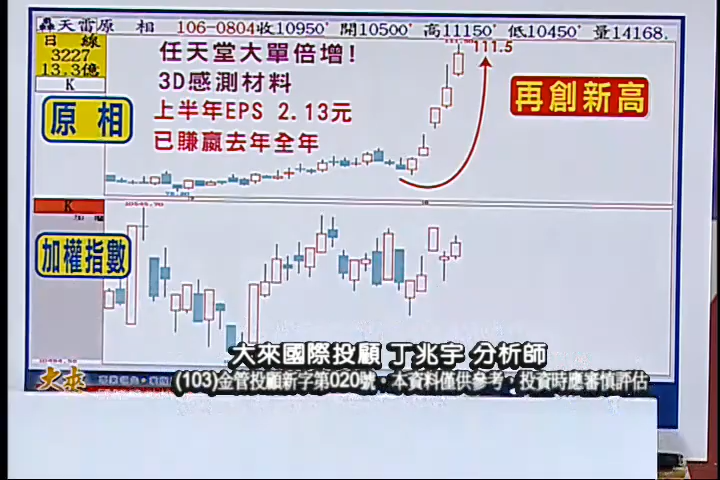 天雷原 相 106-0804收10950' 開10500' 高11150' 低10450' 量14168.
日 線
3227
13.3億
K
任天堂大單倍增!
3D感測材料
上半年EPS 2.13元
已賺贏去年全年
原 相
再創新高
111.5
K
加權指數
大來國際投顧 丁兆宇 分析師
大來
(103)金管投顧新字第020號，本資料僅供參考，投資時應審慎評估